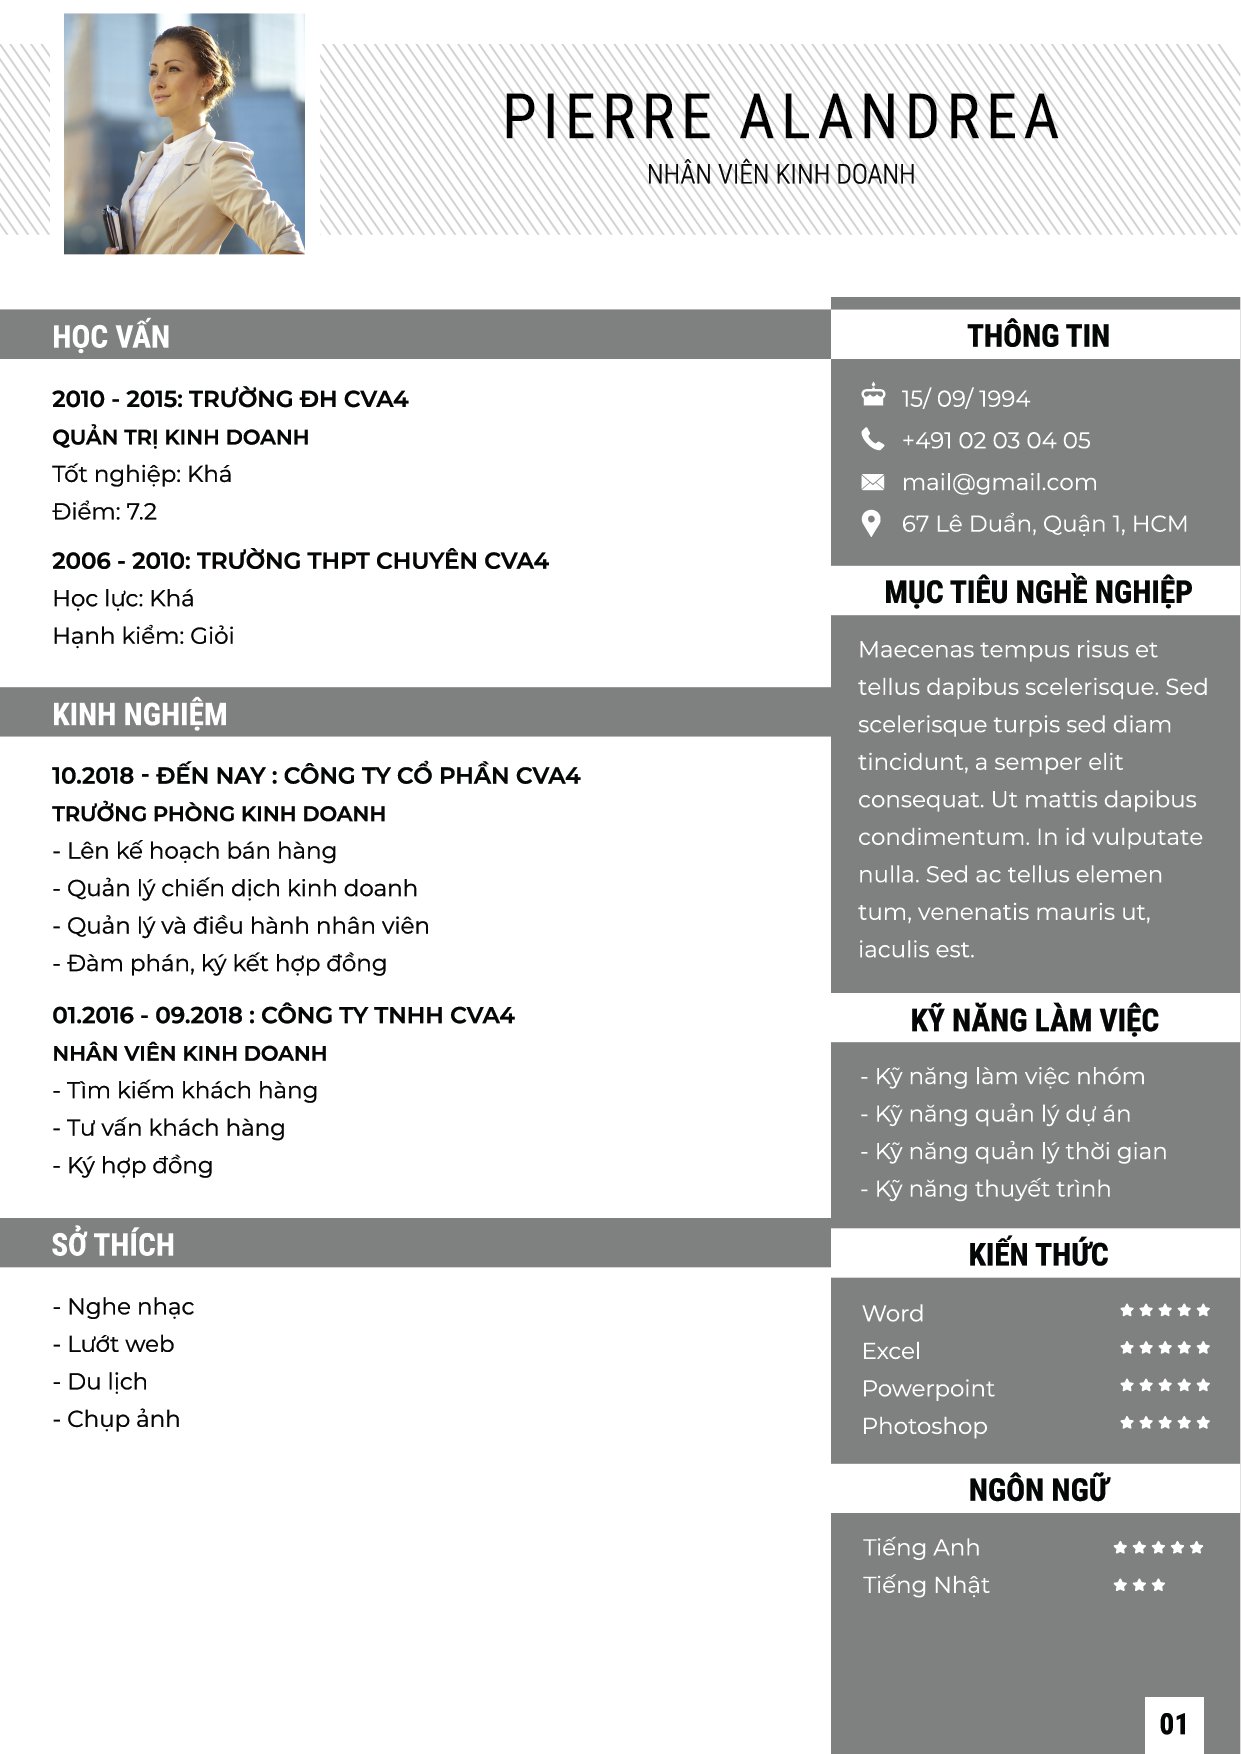 PIERRE ALANDREA
NHÂN VIÊN KINH DOANH
HỌC VẤN
2010 - 2015: TRƯỜNG ĐH CVA4
QUẢN TRỊ KINH DOANH
Tốt nghiệp: Khá
Điểm: 7.2
2006 - 2010: TRƯỜNG THPT CHUYÊN CVA4
Học lực: Khá
Hạnh kiểm: Giỏi
KINH NGHIỆM
10.2018 - ĐẾN NAY : CÔNG TY CỔ PHẦN CVA4
TRƯỞNG PHÒNG KINH DOANH
- Lên kế hoạch bán hàng
- Quản lý chiến dịch kinh doanh
- Quản lý và điều hành nhân viên
- Đàm phán, ký kết hợp đồng
01.2016 - 09.2018 : CÔNG TY TNHH CVA4
NHÂN VIÊN KINH DOANH
- Tìm kiếm khách hàng
- Tư vấn khách hàng
- Ký hợp đồng
SỞ THÍCH
- Nghe nhạc
- Lướt web
- Du lịch
- Chụp ảnh
THÔNG TIN
15/ 09/ 1994
+491 02 03 04 05
mail@gmail.com
67 Lê Duẩn, Quận 1, HCM
MỤC TIÊU NGHỀ NGHIỆP
Maecenas tempus risus et
tellus dapibus scelerisque. Sed
scelerisque turpis sed diam
tincidunt, a semper elit
consequat. Ut mattis dapibus
condimentum. In id vulputate
nulla. Sed ac tellus elemen
tum, venenatis mauris ut,
iaculis est.
KỸ NĂNG LÀM VIỆC
- Kỹ năng làm việc nhóm
- Kỹ năng quản lý dự án
- Kỹ năng quản lý thời gian
- Kỹ năng thuyết trình
KIẾN THỨC
Word
Excel
Powerpoint
Photoshop
NGÔN NGỮ
Tiếng Anh
Tiếng Nhật
01